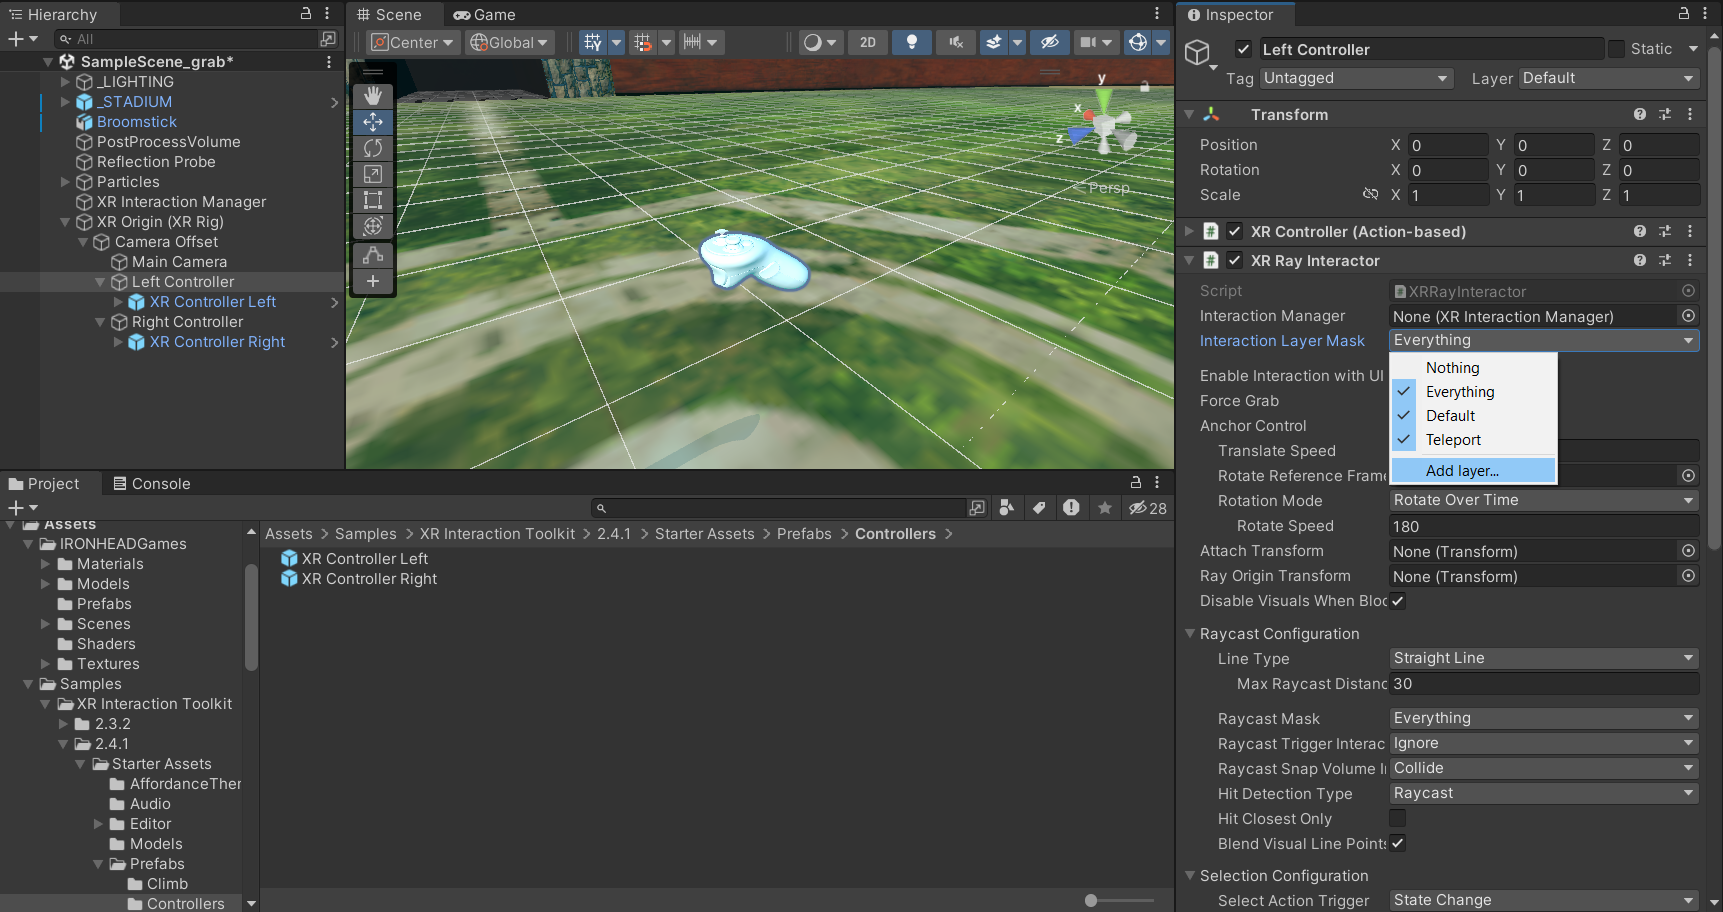 Hierarchy
All
SampleScene_grab*
_LIGHTING
_STADIUM
Broomstick
PostProcessVolume
Reflection Probe
Particles
XR Interaction Manager
XR Origin (XR Rig)
Camera Offset
Main Camera
Left Controller
XR Controller Left
Right Controller
XR Controller Right
Scene
Game
Center
Global
2D
y
x
z
Persp
Project
Console
28
Assets
IRONHEADGames
Materials
Models
Prefabs
Scenes
Shaders
Textures
Samples
XR Interaction Toolkit
2.3.2
2.4.1
Starter Assets
AffordanceTher
Audio
Editor
Models
Prefabs
Climb
Controllers
Assets > Samples > XR Interaction Toolkit > 2.4.1 > Starter Assets > Prefabs > Controllers >
XR Controller Left
XR Controller Right
Inspector
Left Controller
Static
Tag Untagged
Layer Default
Transform
Position X 0 Y 0 Z 0
Rotation X 0 Y 0 Z 0
Scale X 1 Y 1 Z 1
XR Controller (Action-based)
XR Ray Interactor
Script XRRayInteractor
Interaction Manager None (XR Interaction Manager)
Interaction Layer Mask Everything
Nothing
Everything
Default
Teleport
Add layer...
Enable Interaction with UI
Force Grab
Anchor Control
Translate Speed
Rotate Reference Frame
Rotation Mode Rotate Over Time
Rotate Speed 180
Attach Transform None (Transform)
Ray Origin Transform None (Transform)
Disable Visuals When Bloc
Raycast Configuration
Line Type Straight Line
Max Raycast Distanc 30
Raycast Mask Everything
Raycast Trigger Interac Ignore
Raycast Snap Volume I Collide
Hit Detection Type Raycast
Hit Closest Only
Blend Visual Line Points
Selection Configuration
Select Action Trigger State Change